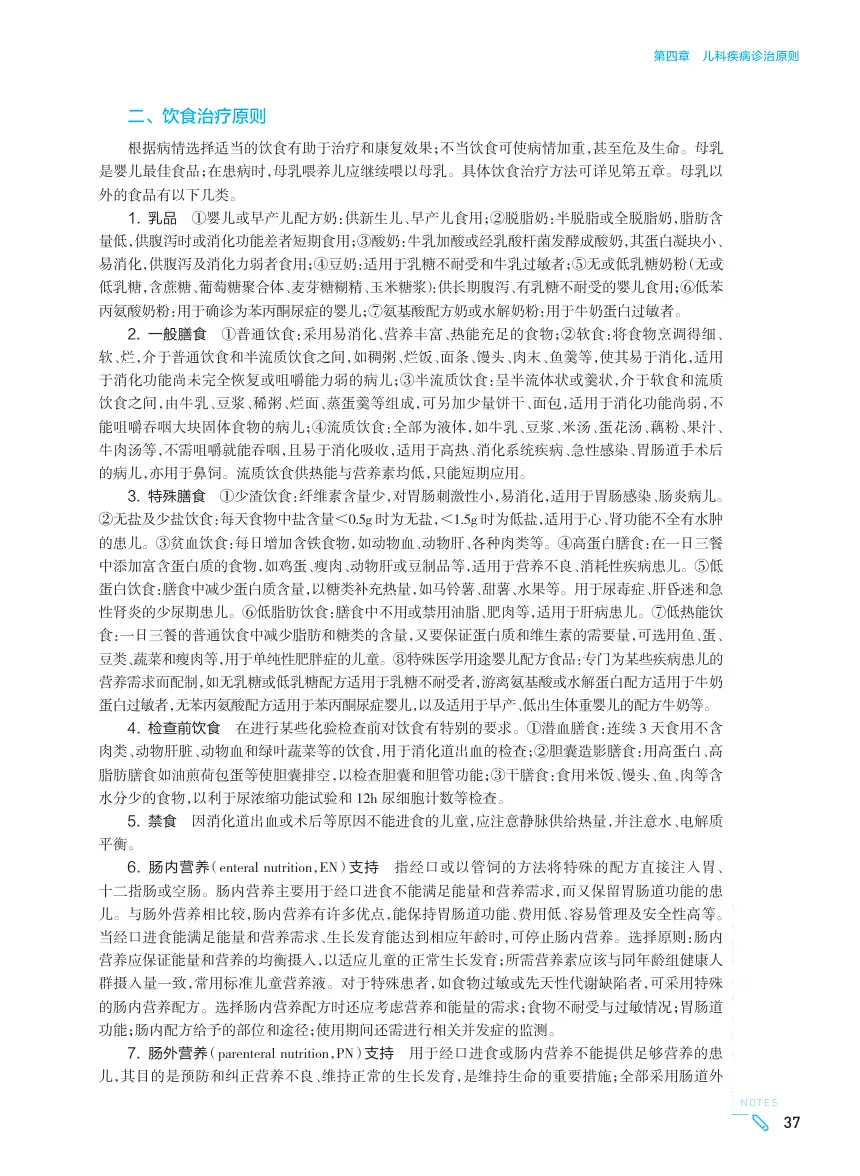 第四章　儿科疾病诊治原则
二、饮食治疗原则
根据病情选择适当的饮食有助于治疗和康复效果；不当饮食可使病情加重，甚至危及生命。母乳
是婴儿最佳食品；在患病时，母乳喂养儿应继续喂以母乳。具体饮食治疗方法可详见第五章。母乳以
外的食品有以下几类。
1. 乳品　①婴儿或早产儿配方奶：供新生儿、早产儿食用；②脱脂奶：半脱脂或全脱脂奶，脂肪含
量低，供腹泻时或消化功能差者短期食用；③酸奶：牛乳加酸或经乳酸杆菌发酵成酸奶，其蛋白凝块小、
易消化，供腹泻及消化力弱者食用；④豆奶：适用于乳糖不耐受和牛乳过敏者；⑤无或低乳糖奶粉（无或
低乳糖，含蔗糖、葡萄糖聚合体、麦芽糖糊精、玉米糖浆）：供长期腹泻、有乳糖不耐受的婴儿食用；⑥低苯
丙氨酸奶粉：用于确诊为苯丙酮尿症的婴儿；⑦氨基酸配方奶或水解奶粉：用于牛奶蛋白过敏者。
2. 一般膳食　①普通饮食：采用易消化、营养丰富、热能充足的食物；②软食：将食物烹调得细、
软、烂，介于普通饮食和半流质饮食之间，如稠粥、烂饭、面条、馒头、肉末、鱼羹等，使其易于消化，适用
于消化功能尚未完全恢复或咀嚼能力弱的病儿；③半流质饮食：呈半流体状或羹状，介于软食和流质
饮食之间，由牛乳、豆浆、稀粥、烂面、蒸蛋羹等组成，可另加少量饼干、面包，适用于消化功能尚弱，不
能咀嚼吞咽大块固体食物的病儿；④流质饮食：全部为液体，如牛乳、豆浆、米汤、蛋花汤、藕粉、果汁、
牛肉汤等，不需咀嚼就能吞咽，且易于消化吸收，适用于高热、消化系统疾病、急性感染、胃肠道手术后
的病儿，亦用于鼻饲。流质饮食供热能与营养素均低，只能短期应用。
3. 特殊膳食　①少渣饮食：纤维素含量少，对胃肠刺激性小，易消化，适用于胃肠感染、肠炎病儿。
②无盐及少盐饮食：每天食物中盐含量＜0.5g 时为无盐，＜1.5g 时为低盐，适用于心、肾功能不全有水肿
的患儿。③贫血饮食：每日增加含铁食物，如动物血、动物肝、各种肉类等。④高蛋白膳食：在一日三餐
中添加富含蛋白质的食物，如鸡蛋、瘦肉、动物肝或豆制品等，适用于营养不良、消耗性疾病患儿。⑤低
蛋白饮食：膳食中减少蛋白质含量，以糖类补充热量，如马铃薯、甜薯、水果等。用于尿毒症、肝昏迷和急
性肾炎的少尿期患儿。⑥低脂肪饮食：膳食中不用或禁用油脂、肥肉等，适用于肝病患儿。⑦低热能饮
食：一日三餐的普通饮食中减少脂肪和糖类的含量，又要保证蛋白质和维生素的需要量，可选用鱼、蛋、
豆类、蔬菜和瘦肉等，用于单纯性肥胖症的儿童。⑧特殊医学用途婴儿配方食品：专门为某些疾病患儿的
营养需求而配制，如无乳糖或低乳糖配方适用于乳糖不耐受者，游离氨基酸或水解蛋白配方适用于牛奶
蛋白过敏者，无苯丙氨酸配方适用于苯丙酮尿症婴儿，以及适用于早产、低出生体重婴儿的配方牛奶等。
4. 检查前饮食　在进行某些化验检查前对饮食有特别的要求。①潜血膳食：连续 3 天食用不含
肉类、动物肝脏、动物血和绿叶蔬菜等的饮食，用于消化道出血的检查；②胆囊造影膳食：用高蛋白、高
脂肪膳食如油煎荷包蛋等使胆囊排空，以检查胆囊和胆管功能；③干膳食：食用米饭、馒头、鱼、肉等含
水分少的食物，以利于尿浓缩功能试验和 12h 尿细胞计数等检查。
5. 禁食　因消化道出血或术后等原因不能进食的儿童，应注意静脉供给热量，并注意水、电解质
平衡。
6. 肠内营养（enteral nutrition，EN）支持　指经口或以管饲的方法将特殊的配方直接注入胃、
十二指肠或空肠。肠内营养主要用于经口进食不能满足能量和营养需求，而又保留胃肠道功能的患
儿。与肠外营养相比较，肠内营养有许多优点，能保持胃肠道功能、费用低、容易管理及安全性高等。
当经口进食能满足能量和营养需求、生长发育能达到相应年龄时，可停止肠内营养。选择原则：肠内
营养应保证能量和营养的均衡摄入，以适应儿童的正常生长发育；所需营养素应该与同年龄组健康人
群摄入量一致，常用标准儿童营养液。对于特殊患者，如食物过敏或先天性代谢缺陷者，可采用特殊
的肠内营养配方。选择肠内营养配方时还应考虑营养和能量的需求；食物不耐受与过敏情况；胃肠道
功能；肠内配方给予的部位和途径；使用期间还需进行相关并发症的监测。
7. 肠外营养（parenteral nutrition，PN）支持　用于经口进食或肠内营养不能提供足够营养的患
儿，其目的是预防和纠正营养不良、维持正常的生长发育，是维持生命的重要措施；全部采用肠道外
NOTES
37